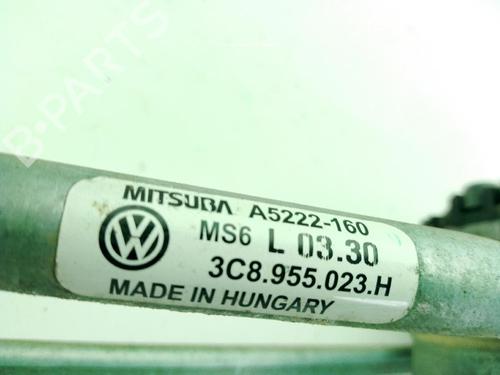 B-PARTS
MITSUBA A5222-160
MS6 L 03.30
3C8.955.023.H
MADE IN HUNGARY